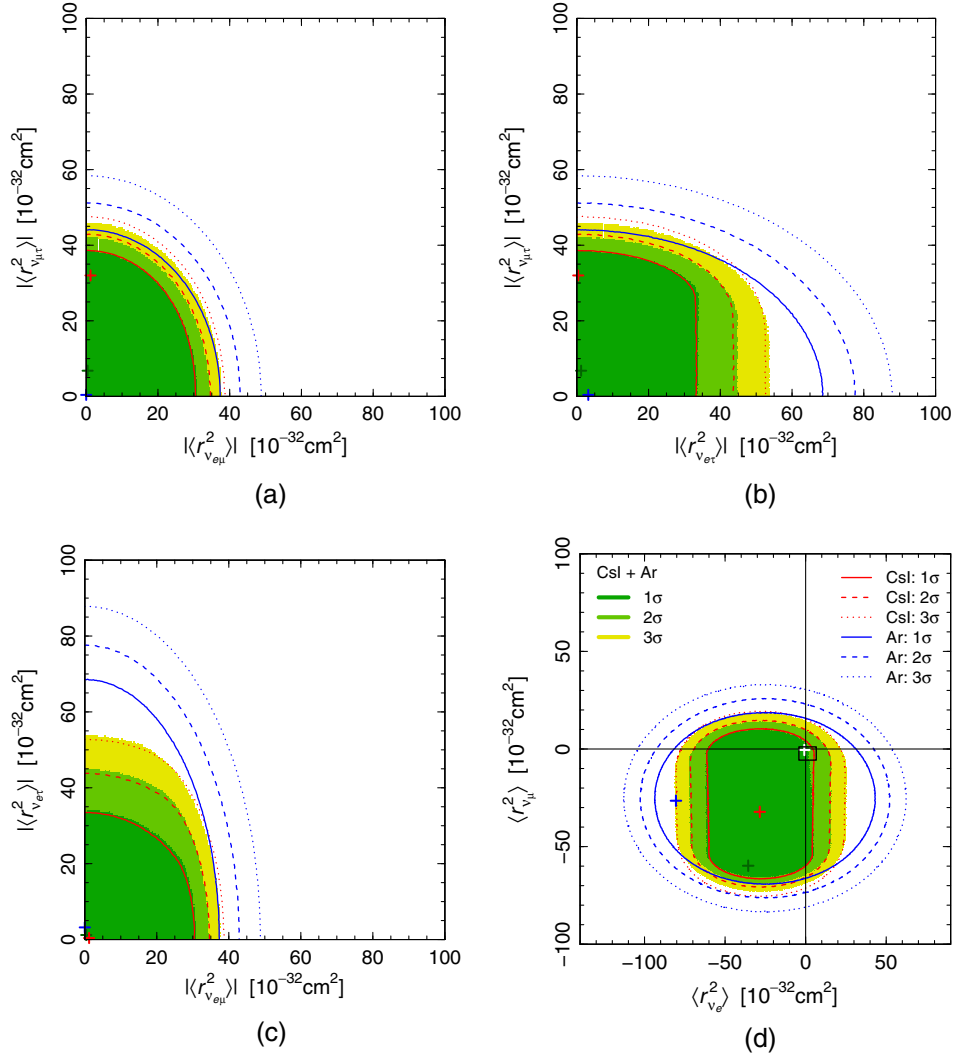 100
80
60
40
20
0
|⟨r²_νμτ⟩| [10⁻³²cm²]
0 20 40 60 80 100
|⟨r²_νeμ⟩| [10⁻³²cm²]
(a)
100
80
60
40
20
0
|⟨r²_νμτ⟩| [10⁻³²cm²]
0 20 40 60 80 100
|⟨r²_νeτ⟩| [10⁻³²cm²]
(b)
100
80
60
40
20
0
|⟨r²_νeτ⟩| [10⁻³²cm²]
0 20 40 60 80 100
|⟨r²_νeμ⟩| [10⁻³²cm²]
(c)
CsI + Ar
1σ
2σ
3σ
CsI: 1σ
CsI: 2σ
CsI: 3σ
Ar: 1σ
Ar: 2σ
Ar: 3σ
100
50
0
−50
−100
⟨r²_νμ⟩ [10⁻³²cm²]
−100 −50 0 50
⟨r²_νe⟩ [10⁻³²cm²]
(d)